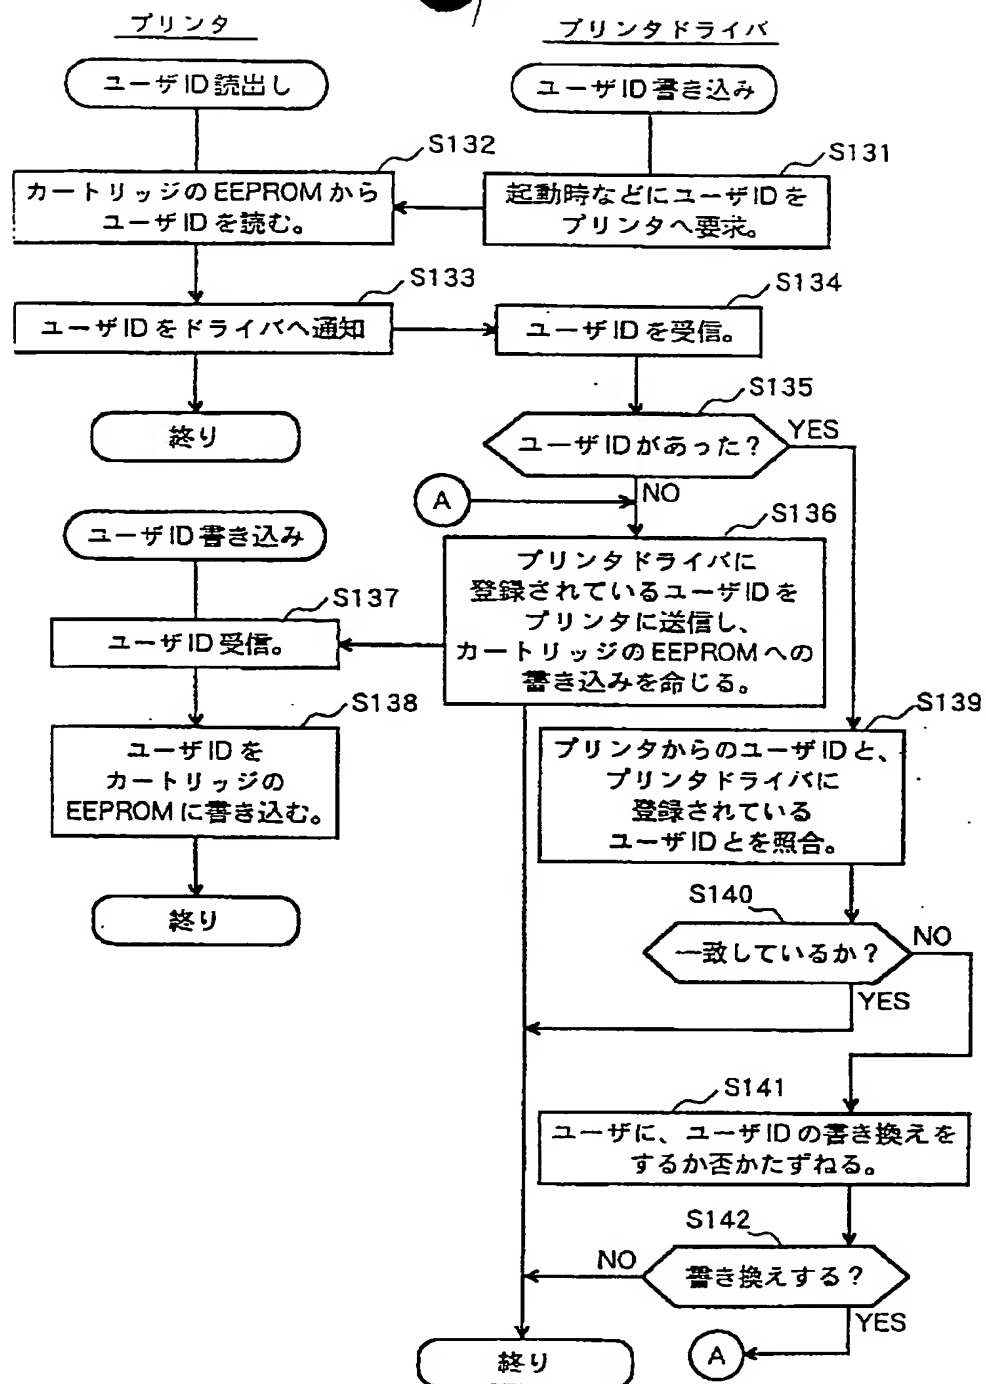 プリンタ
プリンタドライバ
ユーザID読出し
ユーザID書き込み
S132
S131
カートリッジのEEPROMから
ユーザIDを読む。
起動時などにユーザIDを
プリンタへ要求。
S133
S134
ユーザIDをドライバへ通知
ユーザIDを受信。
S135
終り
ユーザIDがあった?
YES
A
NO
S136
ユーザID書き込み
プリンタドライバに
登録されているユーザIDを
プリンタに送信し、
カートリッジのEEPROMへの
書き込みを命じる。
S137
ユーザID受信。
S138
S139
ユーザIDを
カートリッジの
EEPROMに書き込む。
プリンタからのユーザIDと、
プリンタドライバに
登録されている
ユーザIDとを照合。
終り
S140
一致しているか?
NO
YES
S141
ユーザに、ユーザIDの書き換えを
するか否かたずねる。
S142
NO
書き換えする?
YES
終り
A